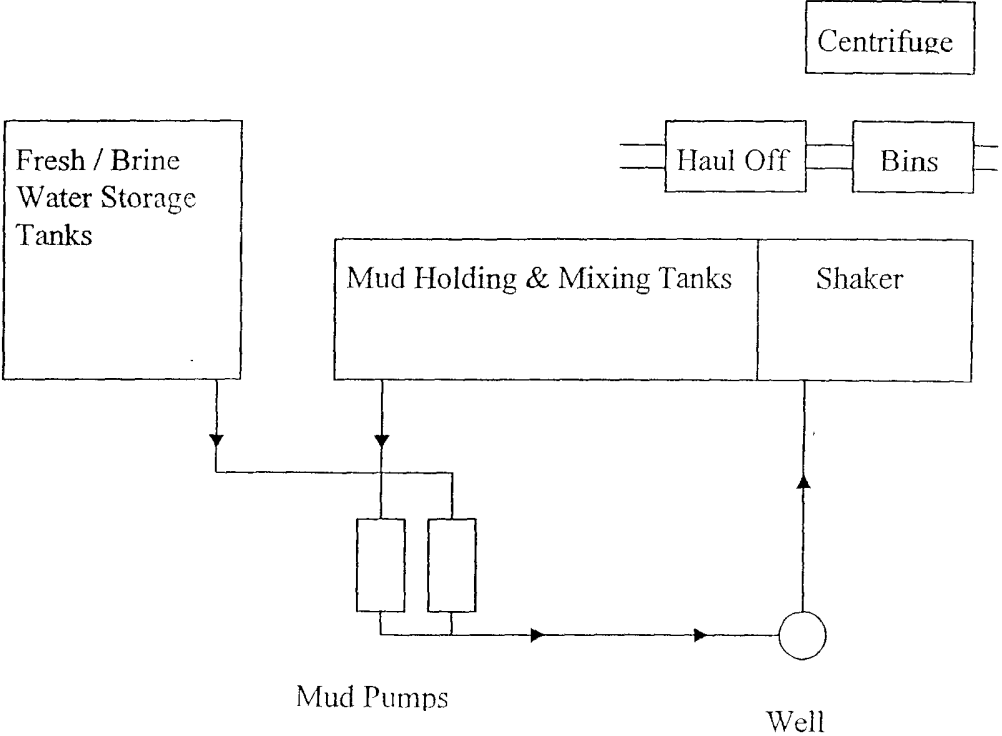 Centrifuge
Fresh / Brine
Water Storage
Tanks
Haul Off
Bins
Mud Holding & Mixing Tanks
Shaker
Mud Pumps
Well